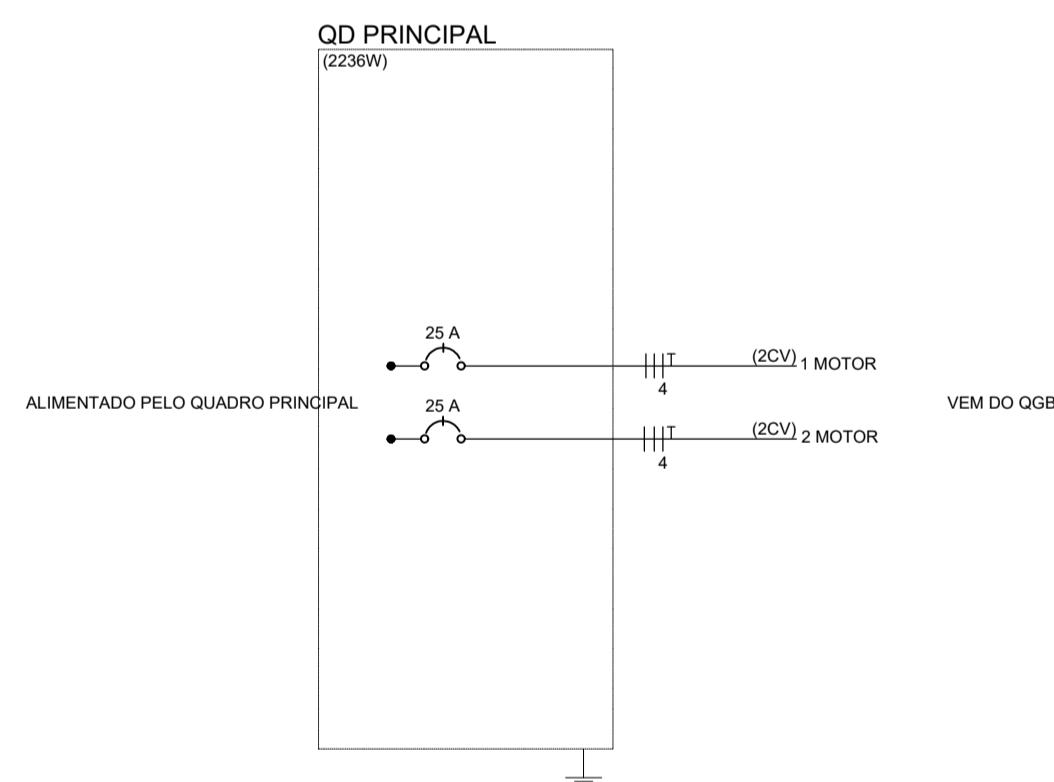 QD PRINCIPAL
(2236W)
25 A
(2CV) 1 MOTOR
4
ALIMENTADO PELO QUADRO PRINCIPAL
25 A
VEM DO QGB
(2CV) 2 MOTOR
4